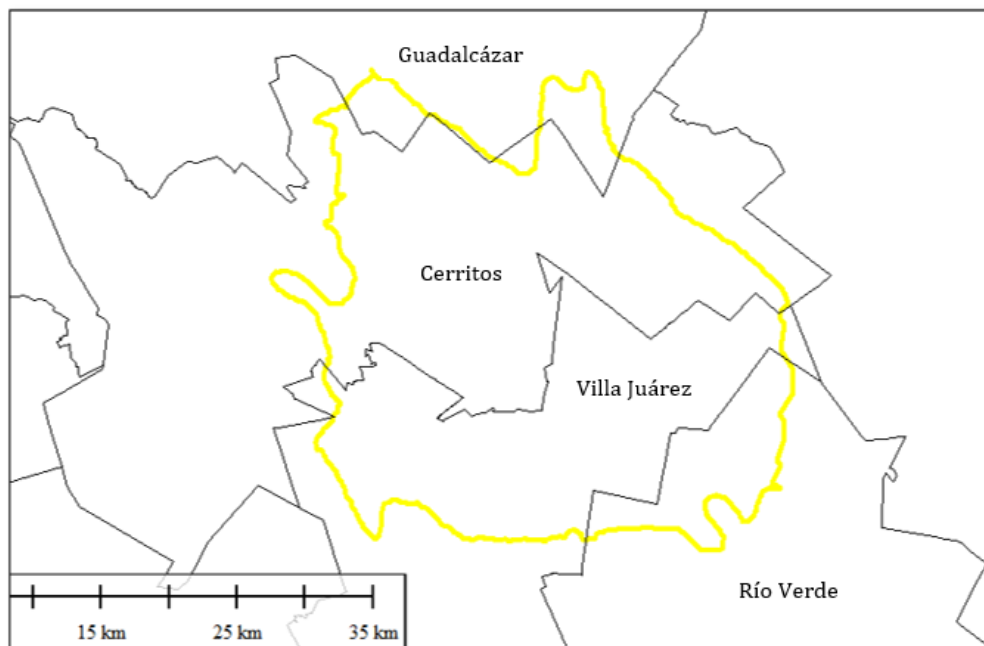 Guadalcázar
Cerritos
Villa Juárez
Río Verde
15 km 25 km 35 km